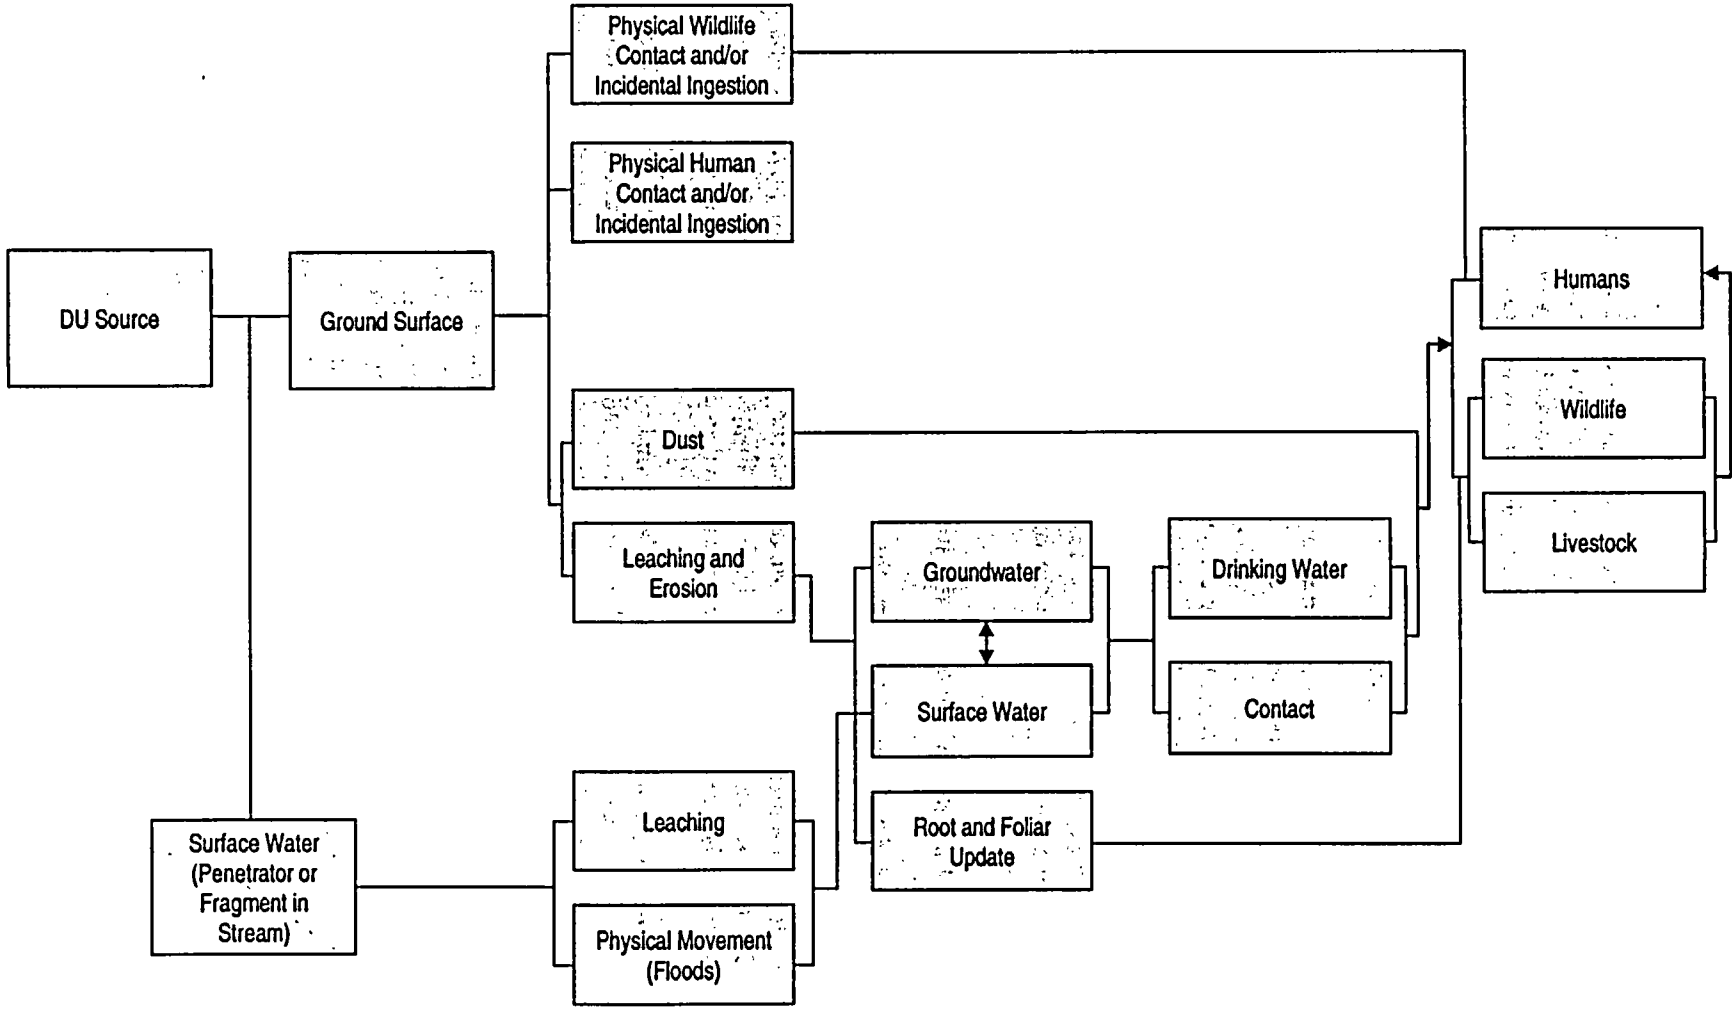 Physical Wildlife
Contact and/or
Incidental Ingestion
Physical Human
Contact and/or
Incidental Ingestion
DU Source
Ground Surface
Humans
Wildlife
Dust
Livestock
Leaching and
Erosion
Groundwater
Drinking Water
Surface Water
Contact
Leaching
Root and Foliar
Update
Surface Water
(Penetrator or
Fragment in
Stream)
Physical Movement
(Floods)